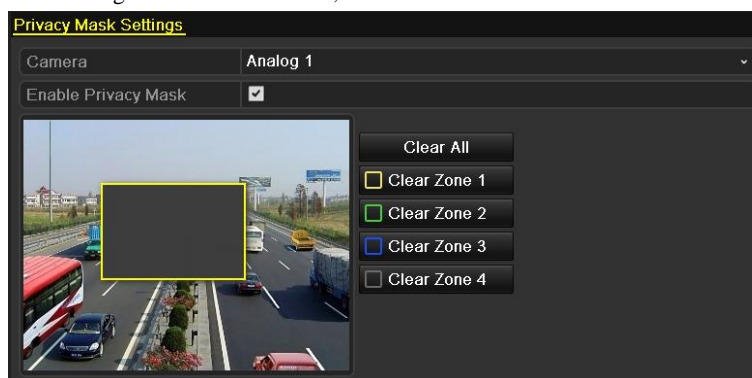 Privacy Mask Settings
Camera Analog 1
Enable Privacy Mask
Clear All
Clear Zone 1
Clear Zone 2
Clear Zone 3
Clear Zone 4